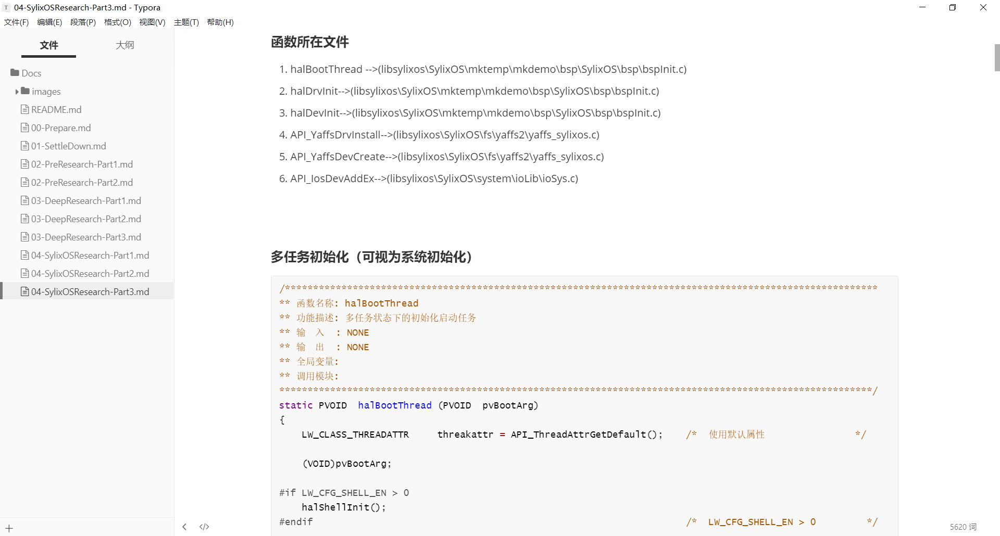 04-SylixOSResearch-Part3.md - Typora
文件(F) 编辑(E) 段落(P) 格式(O) 视图(V) 主题(T) 帮助(H)
文件 大纲
Docs
images
README.md
00-Prepare.md
01-SettleDown.md
02-PreResearch-Part1.md
02-PreResearch-Part2.md
03-DeepResearch-Part1.md
03-DeepResearch-Part2.md
03-DeepResearch-Part3.md
04-SylixOSResearch-Part1.md
04-SylixOSResearch-Part2.md
04-SylixOSResearch-Part3.md
函数所在文件
1. halBootThread -->(libsylixos\SylixOS\mktemp\mkdemo\bsp\SylixOS\bsp\bspInit.c)
2. halDrvInit-->(libsylixos\SylixOS\mktemp\mkdemo\bsp\SylixOS\bsp\bspInit.c)
3. halDevInit-->(libsylixos\SylixOS\mktemp\mkdemo\bsp\SylixOS\bsp\bspInit.c)
4. API_YaffsDrvInstall-->(libsylixos\SylixOS\fs\yaffs2\yaffs_sylixos.c)
5. API_YaffsDevCreate-->(libsylixos\SylixOS\fs\yaffs2\yaffs_sylixos.c)
6. API_IosDevAddEx-->(libsylixos\SylixOS\system\ioLib\ioSys.c)
多任务初始化（可视为系统初始化）
/*********************************************************************************************************
** 函数名称: halBootThread
** 功能描述: 多任务状态下的初始化启动任务
** 输　入  : NONE
** 输　出  : NONE
** 全局变量:
** 调用模块:
*********************************************************************************************************/
static PVOID  halBootThread (PVOID  pvBootArg)
{
    LW_CLASS_THREADATTR     threakattr = API_ThreadAttrGetDefault();    /*  使用默认属性                */
    (VOID)pvBootArg;
#if LW_CFG_SHELL_EN > 0
    halShellInit();
#endif                                                                  /*  LW_CFG_SHELL_EN > 0         */
5620 词